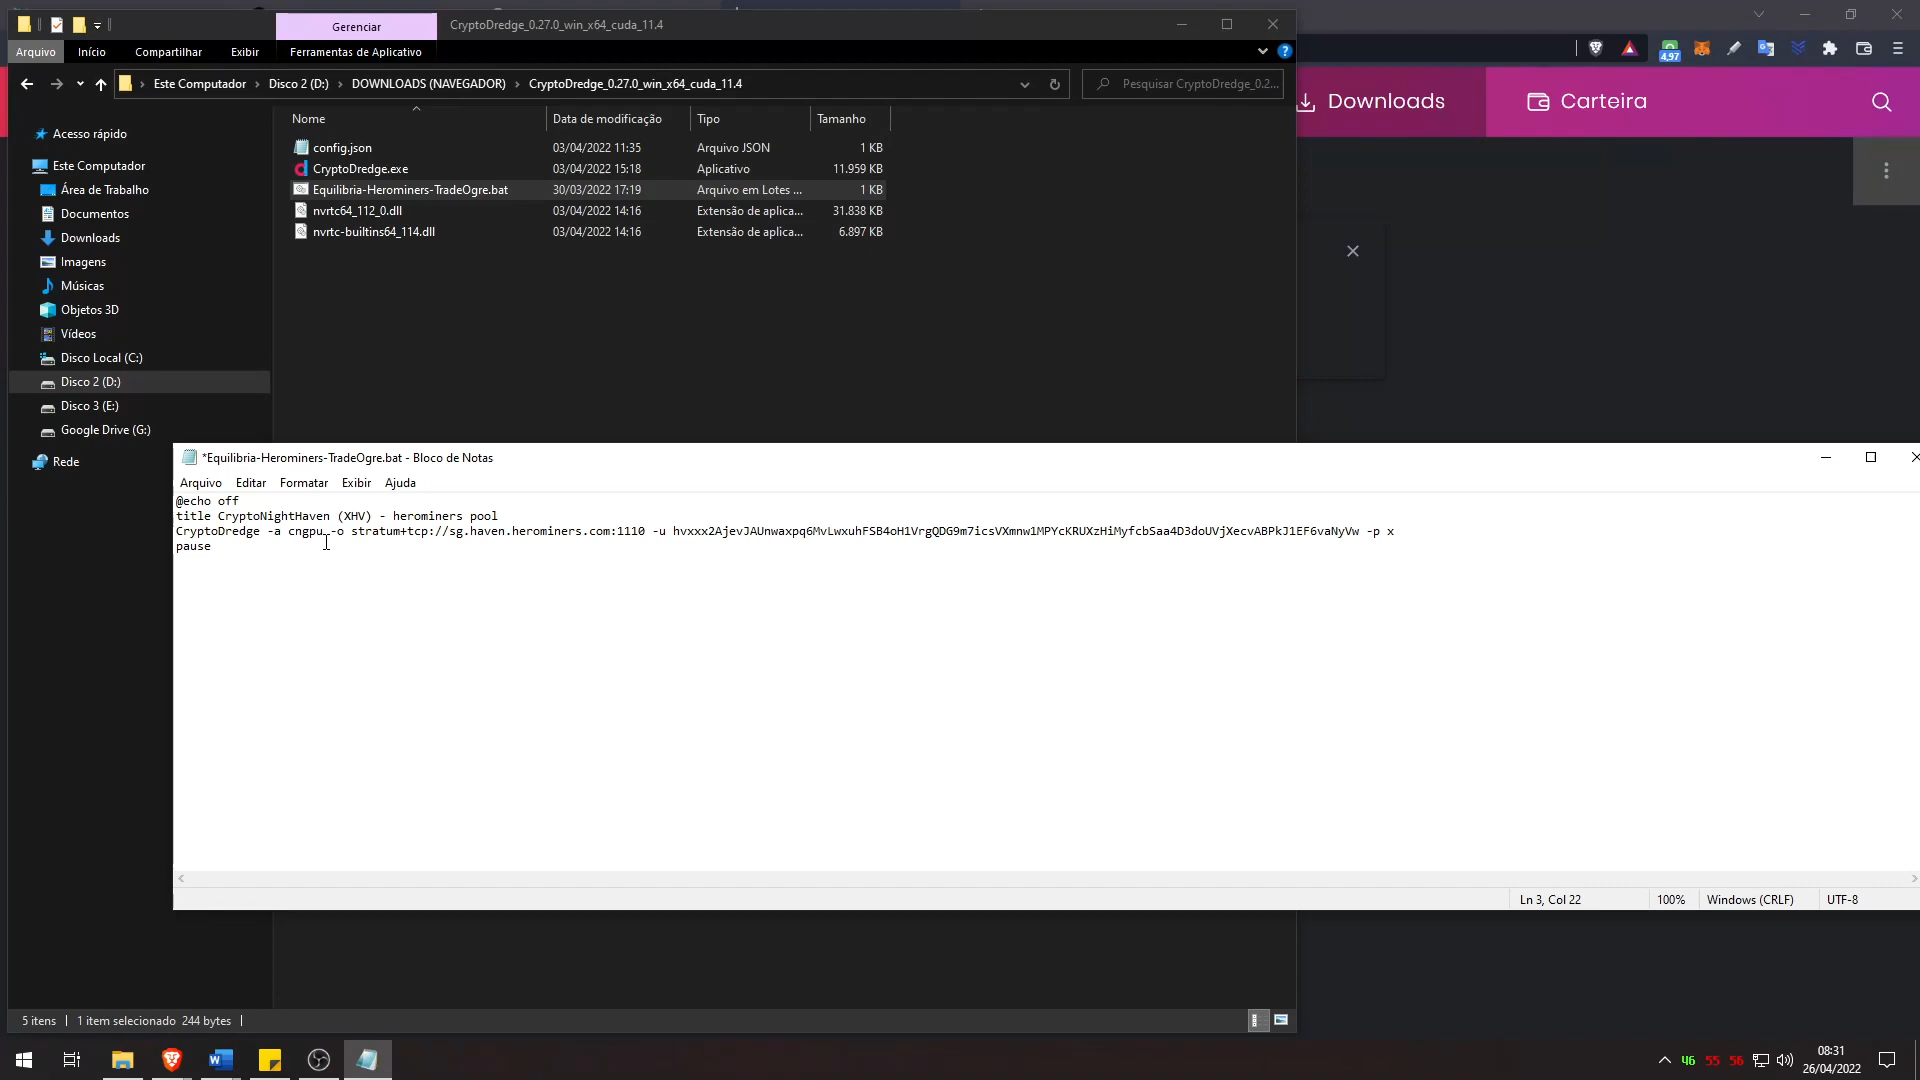 Gerenciar
CryptoDredge_0.27.0_win_x64_cuda_11.4
Arquivo
Início
Compartilhar
Exibir
Ferramentas de Aplicativo
Este Computador
Disco 2 (D:)
DOWNLOADS (NAVEGADOR)
CryptoDredge_0.27.0_win_x64_cuda_11.4
Pesquisar CryptoDredge_0.2...
4,97
Downloads
Carteira
Nome
Data de modificação
Tipo
Tamanho
config.json
03/04/2022 11:35
Arquivo JSON
1 KB
CryptoDredge.exe
03/04/2022 15:18
Aplicativo
11.959 KB
Equilibria-Herominers-TradeOgre.bat
30/03/2022 17:19
Arquivo em Lotes ...
1 KB
nvrtc64_112_0.dll
03/04/2022 14:16
Extensão de aplica...
31.838 KB
nvrtc-builtins64_114.dll
03/04/2022 14:16
Extensão de aplica...
6.897 KB
Acesso rápido
Este Computador
Área de Trabalho
Documentos
Downloads
Imagens
Músicas
Objetos 3D
Vídeos
Disco Local (C:)
Disco 2 (D:)
Disco 3 (E:)
Google Drive (G:)
Rede
*Equilibria-Herominers-TradeOgre.bat - Bloco de Notas
Arquivo
Editar
Formatar
Exibir
Ajuda
@echo off
title CryptoNightHaven (XHV) - herominers pool
CryptoDredge -a cngpu -o stratum+tcp://sg.haven.herominers.com:1110 -u hvxxx2AjevJAUnwaxpq6MvLwxuhFSB4oH1VrgQDG9m7icsVXmnw1MPYcKRUXzHiMyfcbSaa4D3doUVjXecvABPkJ1EF6vaNyVw -p x
pause
Ln 3, Col 22
100%
Windows (CRLF)
UTF-8
5 itens
1 item selecionado 244 bytes
46
55
56
08:31
26/04/2022